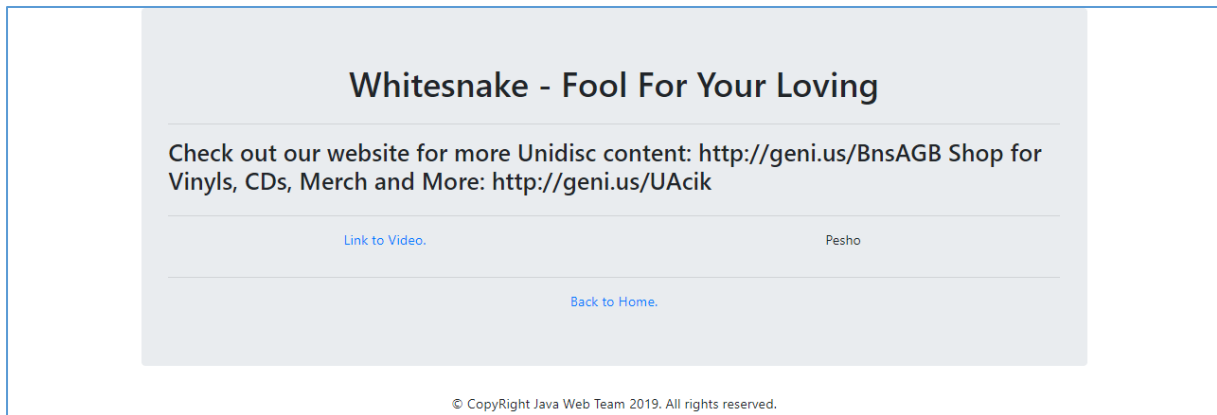 Whitesnake - Fool For Your Loving
Check out our website for more Unidisc content: http://geni.us/BnsAGB Shop for
Vinyls, CDs, Merch and More: http://geni.us/UAcik
Link to Video. Pesho
Back to Home.
© CopyRight Java Web Team 2019. All rights reserved.